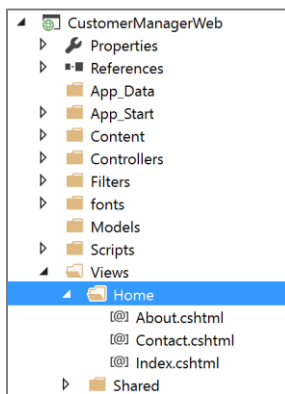 CustomerManagerWeb
Properties
References
App_Data
App_Start
Content
Controllers
Filters
fonts
Models
Scripts
Views
Home
[@] About.cshtml
[@] Contact.cshtml
[@] Index.cshtml
Shared